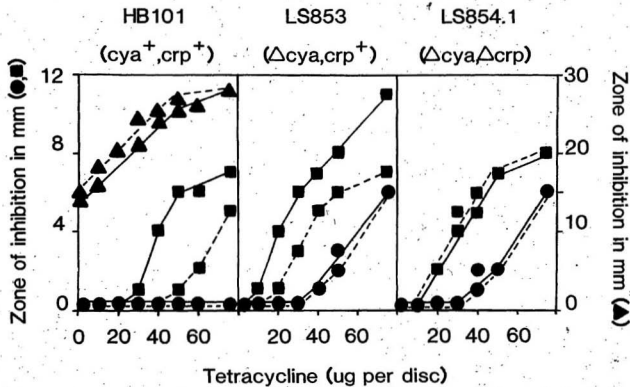 HB101
(cya+,crp+)
LS853
(Δcya,crp+)
LS854.1
(ΔcyaΔcrp)
Zone of inhibition in mm (●,■)
12
8
4
0
30
20
10
0
Zone of inhibition in mm (▲)
0 20 40 60
20 40 60
20 40 60
Tetracycline (ug per disc)